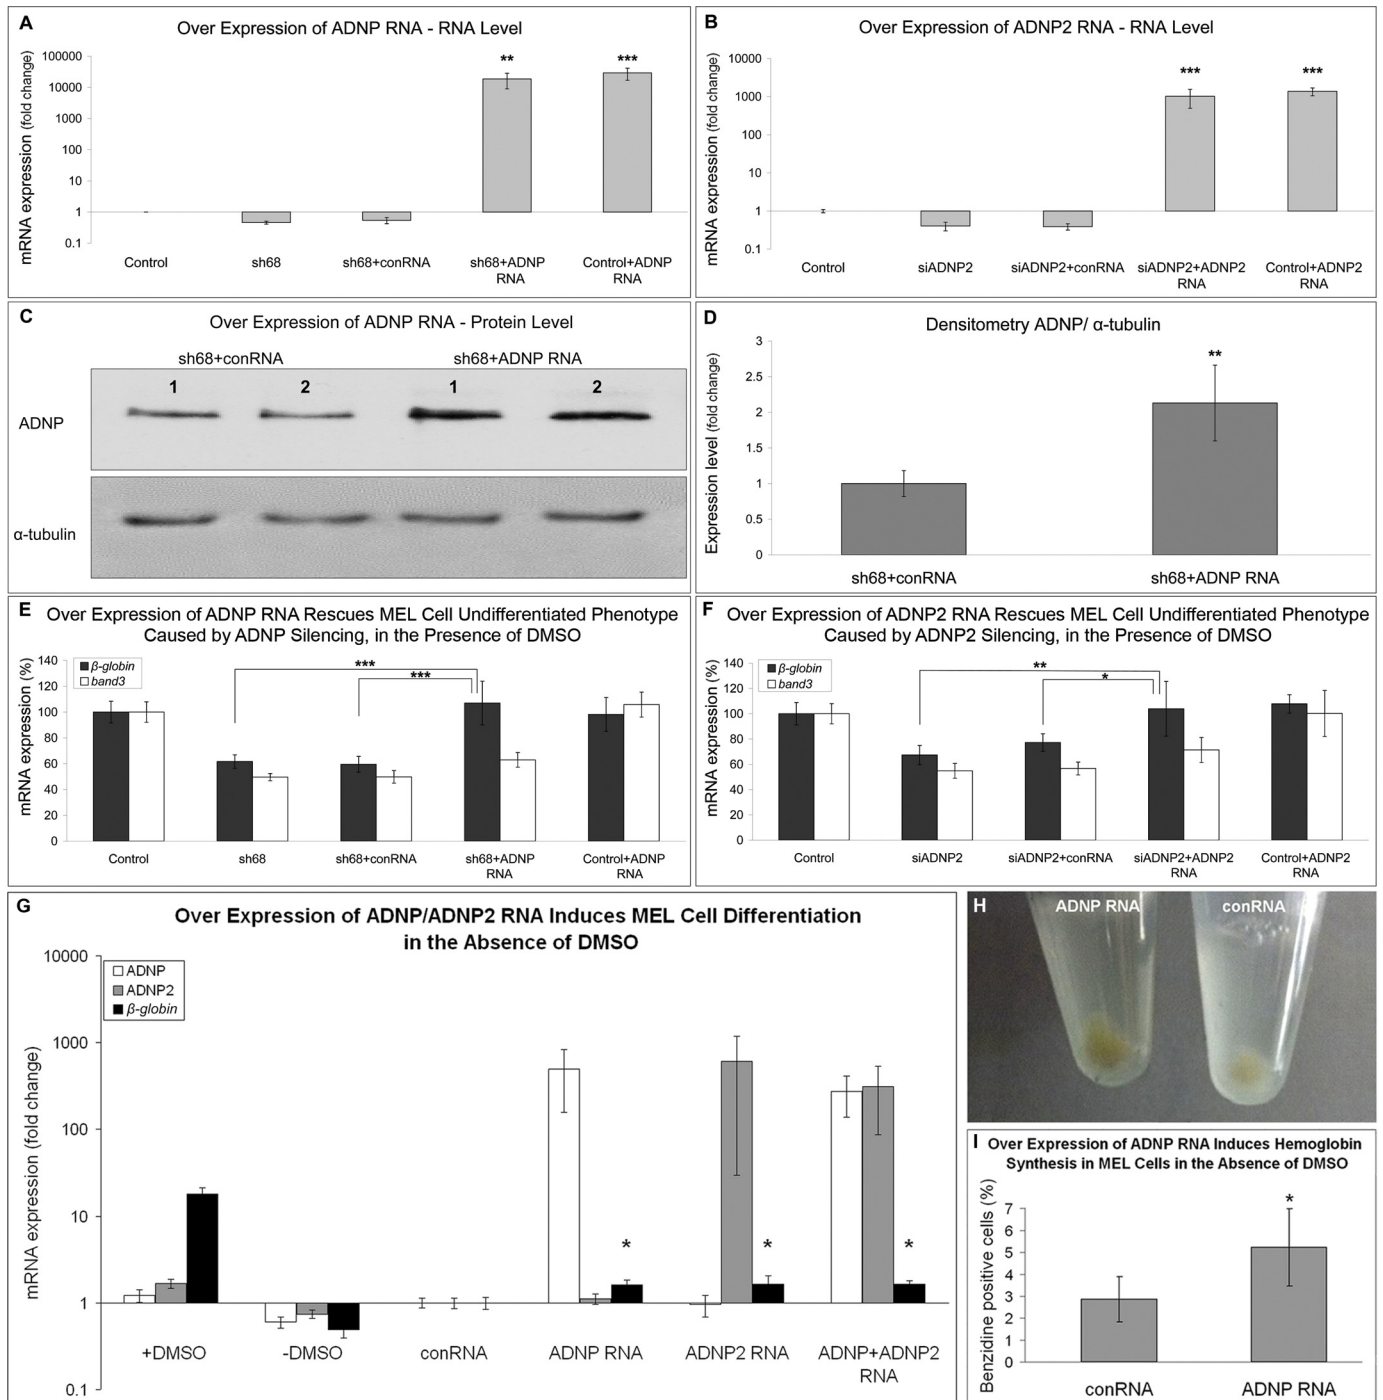 A
Over Expression of ADNP RNA - RNA Level
mRNA expression (fold change)
100000
10000
1000
100
10
1
0.1
**
***
Control
sh68
sh68+conRNA
sh68+ADNP
RNA
Control+ADNP
RNA
B
Over Expression of ADNP2 RNA - RNA Level
mRNA expression (fold change)
10000
1000
100
10
1
0.1
***
***
Control
siADNP2
siADNP2+conRNA
siADNP2+ADNP2
RNA
Control+ADNP2
RNA
C
Over Expression of ADNP RNA - Protein Level
sh68+conRNA
sh68+ADNP RNA
1
2
1
2
ADNP
α-tubulin
D
Densitometry ADNP/ α-tubulin
Expression level (fold change)
3
2.5
2
1.5
1
0.5
0
**
sh68+conRNA
sh68+ADNP RNA
E
Over Expression of ADNP RNA Rescues MEL Cell Undifferentiated Phenotype
Caused by ADNP Silencing, in the Presence of DMSO
mRNA expression (%)
140
120
100
80
60
40
20
0
β-globin
band3
***
***
Control
sh68
sh68+conRNA
sh68+ADNP
RNA
Control+ADNP
RNA
F
Over Expression of ADNP2 RNA Rescues MEL Cell Undifferentiated Phenotype
Caused by ADNP2 Silencing, in the Presence of DMSO
mRNA expression (%)
140
120
100
80
60
40
20
0
β-globin
band3
**
*
Control
siADNP2
siADNP2+conRNA
siADNP2+ADNP2
RNA
Control+ADNP2
RNA
G
Over Expression of ADNP/ADNP2 RNA Induces MEL Cell Differentiation
in the Absence of DMSO
mRNA expression (fold change)
10000
1000
100
10
1
0.1
ADNP
ADNP2
β-globin
*
*
*
+DMSO
-DMSO
conRNA
ADNP RNA
ADNP2 RNA
ADNP+ADNP2
RNA
H
ADNP RNA
conRNA
I
Over Expression of ADNP RNA Induces Hemoglobin
Synthesis in MEL Cells in the Absence of DMSO
Benzidine positive cells (%)
7
6
5
4
3
2
1
0
*
conRNA
ADNP RNA